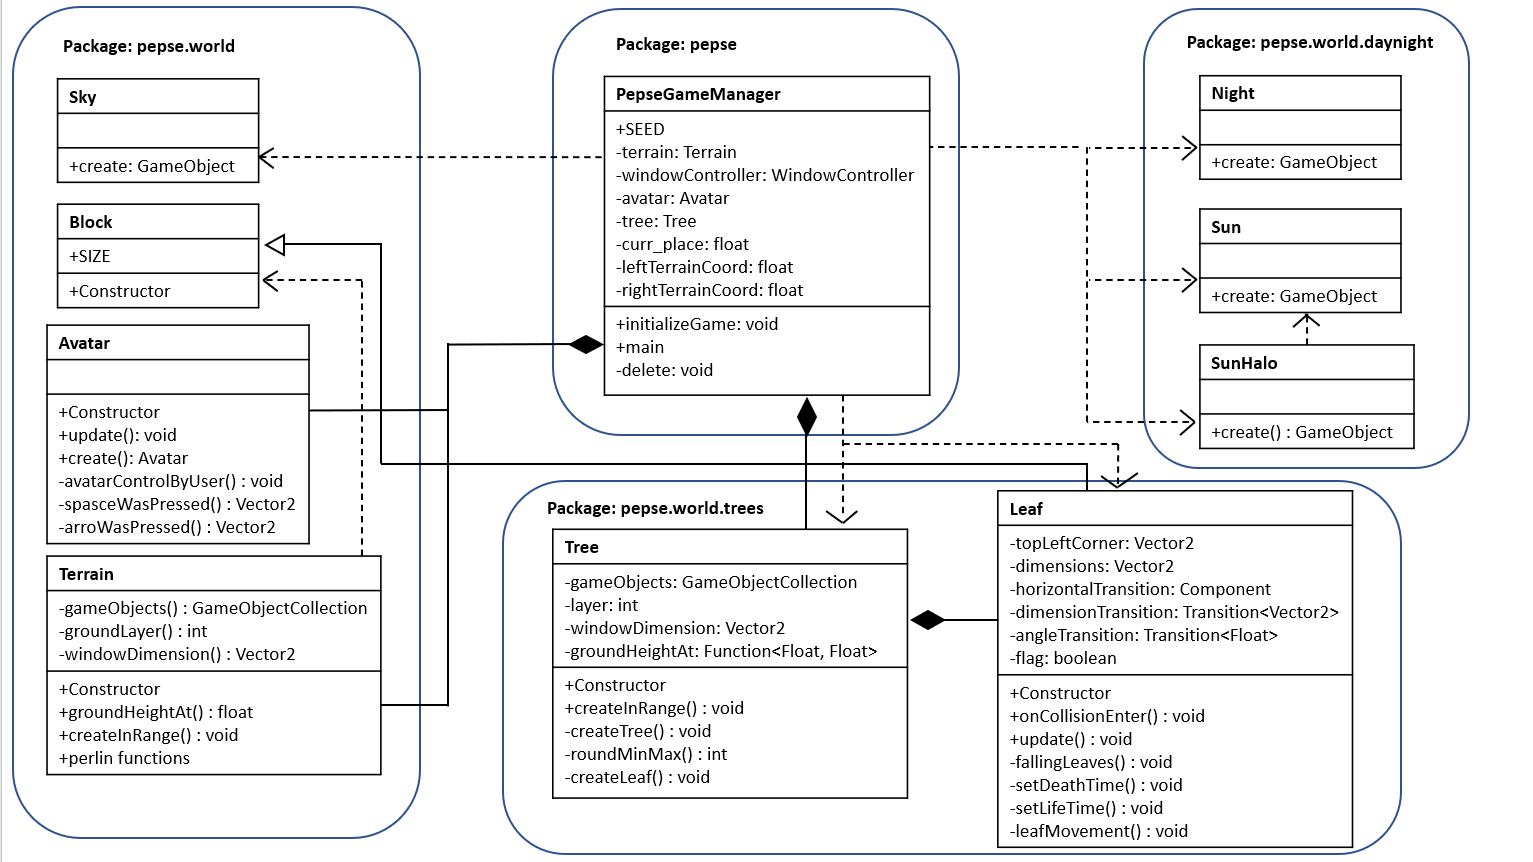 Package: pepse.world
Sky
+create: GameObject
Block
+SIZE
+Constructor
Avatar
+Constructor
+update(): void
+create(): Avatar
-avatarControlByUser() : void
-spasceWasPressed() : Vector2
-arroWasPressed() : Vector2
Terrain
-gameObjects() : GameObjectCollection
-groundLayer() : int
-windowDimension() : Vector2
+Constructor
+groundHeightAt() : float
+createInRange() : void
+perlin functions
Package: pepse
PepseGameManager
+SEED
-terrain: Terrain
-windowController: WindowController
-avatar: Avatar
-tree: Tree
-curr_place: float
-leftTerrainCoord: float
-rightTerrainCoord: float
+initializeGame: void
+main
-delete: void
Package: pepse.world.daynight
Night
+create: GameObject
Sun
+create: GameObject
SunHalo
+create() : GameObject
Package: pepse.world.trees
Tree
-gameObjects: GameObjectCollection
-layer: int
-windowDimension: Vector2
-groundHeightAt: Function<Float, Float>
+Constructor
+createInRange() : void
-createTree() : void
-roundMinMax() : int
-createLeaf() : void
Leaf
-topLeftCorner: Vector2
-dimensions: Vector2
-horizontalTransition: Component
-dimensionTransition: Transition<Vector2>
-angleTransition: Transition<Float>
-flag: boolean
+Constructor
+onCollisionEnter() : void
+update() : void
-fallingLeaves() : void
-setDeathTime() : void
-setLifeTime() : void
-leafMovement() : void